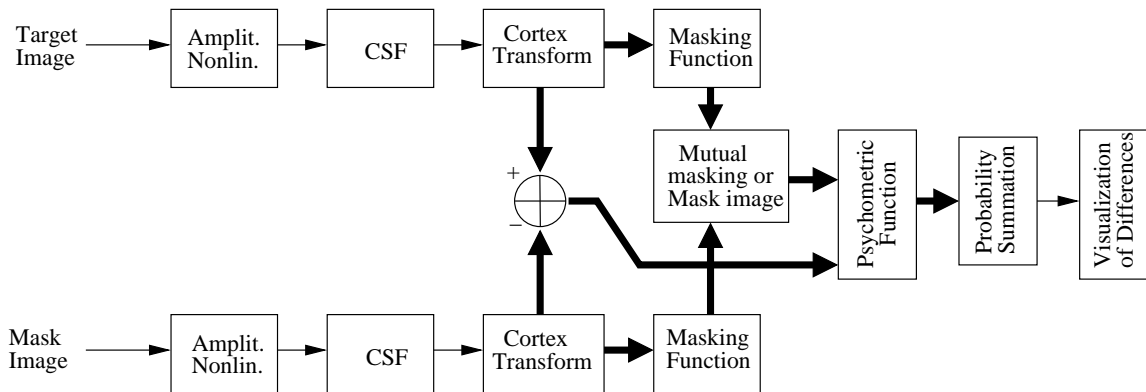 Target
Image
Amplit.
Nonlin.
CSF
Cortex
Transform
Masking
Function
+
−
Mutual
masking or
Mask image
Psychometric
Function
Probability
Summation
Visualization
of Differences
Mask
Image
Amplit.
Nonlin.
CSF
Cortex
Transform
Masking
Function